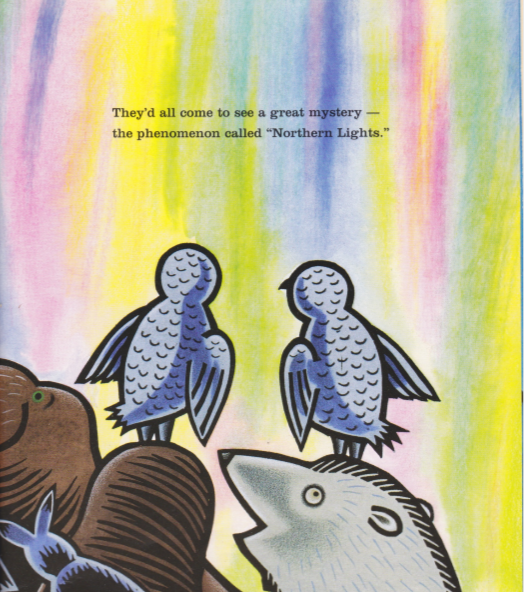 They'd all come to see a great mystery —
the phenomenon called “Northern Lights.”